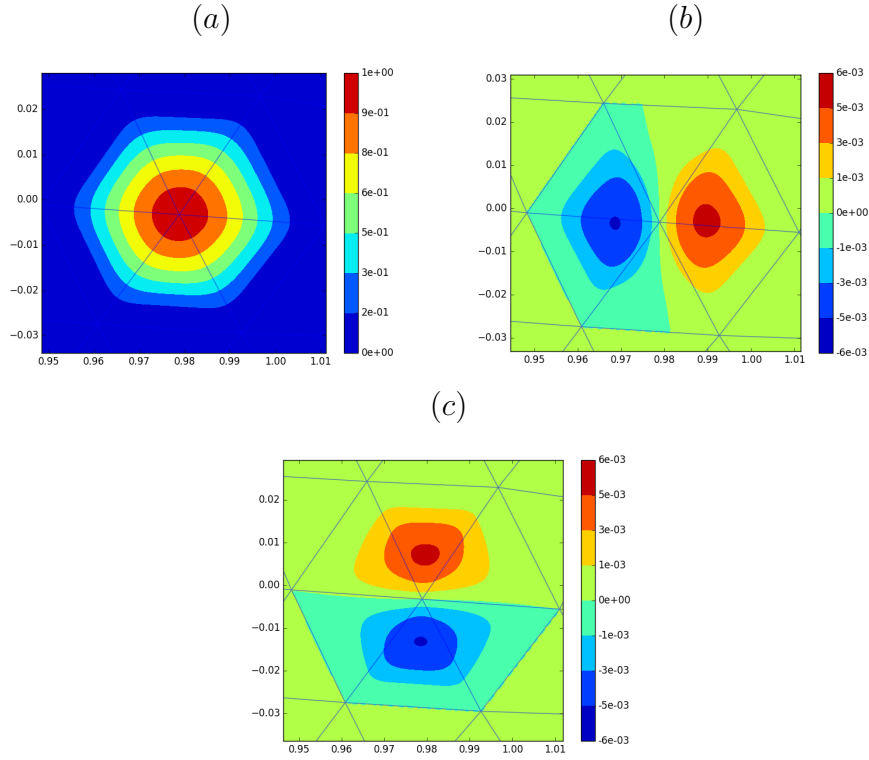 (a)
0.02
0.01
0.00
−0.01
−0.02
−0.03
0.95
0.96
0.97
0.98
0.99
1.00
1.01
1e+00
9e-01
8e-01
6e-01
5e-01
3e-01
2e-01
0e+00
(b)
0.03
0.02
0.01
0.00
−0.01
−0.02
−0.03
0.95
0.96
0.97
0.98
0.99
1.00
1.01
6e-03
5e-03
3e-03
1e-03
0e+00
-1e-03
-3e-03
-5e-03
-6e-03
(c)
0.02
0.01
0.00
−0.01
−0.02
−0.03
0.95
0.96
0.97
0.98
0.99
1.00
1.01
6e-03
5e-03
3e-03
1e-03
0e+00
-1e-03
-3e-03
-5e-03
-6e-03